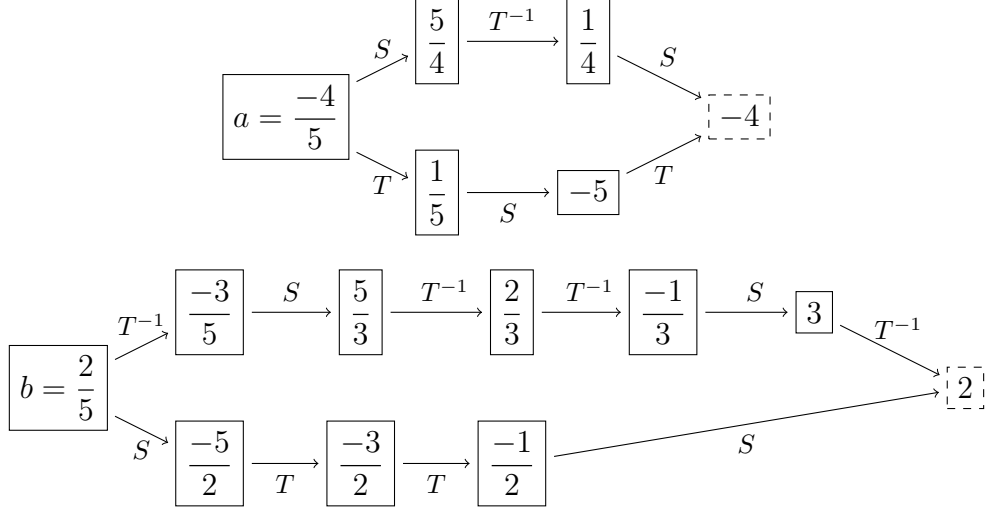 5/4 T⁻¹ 1/4
S S
a = −4/5 −4
T 1/5 S −5 T
T⁻¹ −3/5 S 5/3 T⁻¹ 2/3 T⁻¹ −1/3 S 3 T⁻¹
b = 2/5 2
S −5/2 T −3/2 T −1/2 S